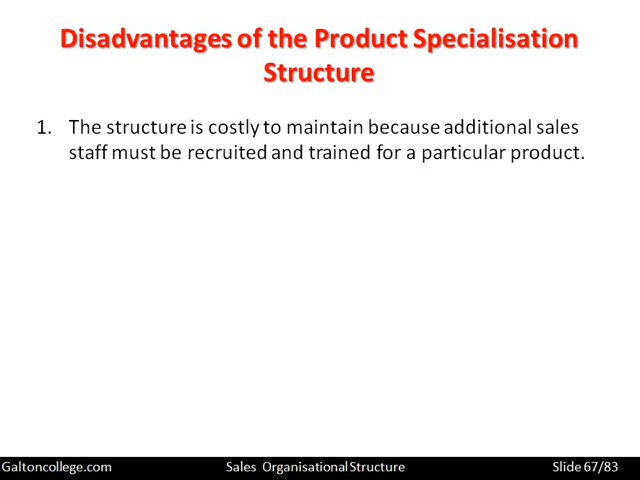 Disadvantages of the Product Specialisation
Structure
1. The structure is costly to maintain because additional sales
staff must be recruited and trained for a particular product.
Galtoncollege.com Sales Organisational Structure Slide 67/83